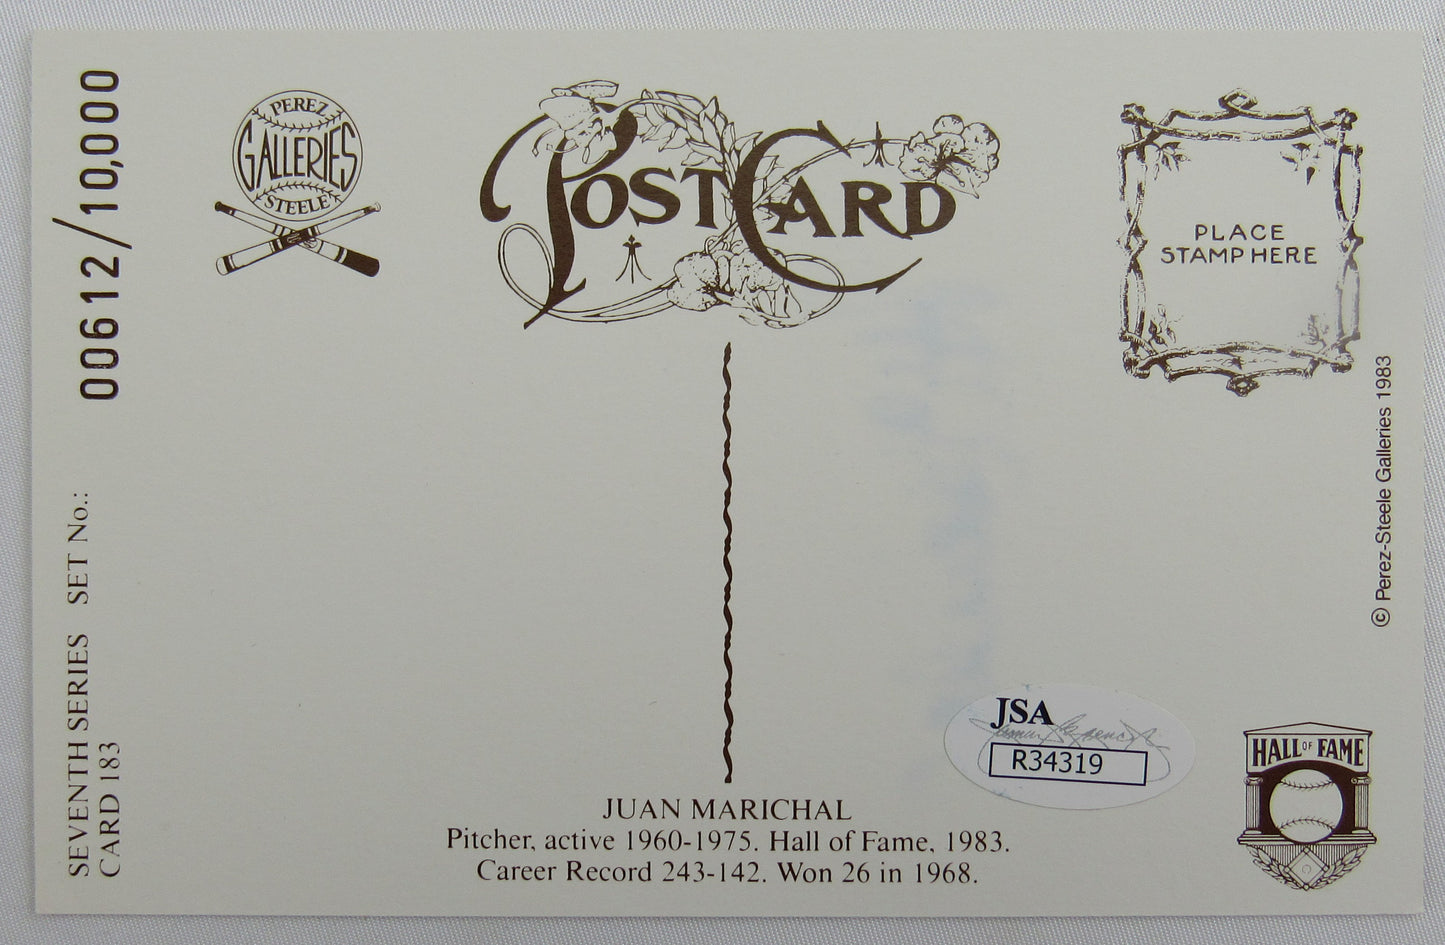 00612/10,000
SEVENTH SERIES SET No.:
CARD 183
PEREZ
GALLERIES
STEELE
POSTCARD
PLACE
STAMP HERE
© Perez-Steele Galleries 1983
JSA
R34319
HALL OF FAME
JUAN MARICHAL
Pitcher, active 1960-1975. Hall of Fame, 1983.
Career Record 243-142. Won 26 in 1968.